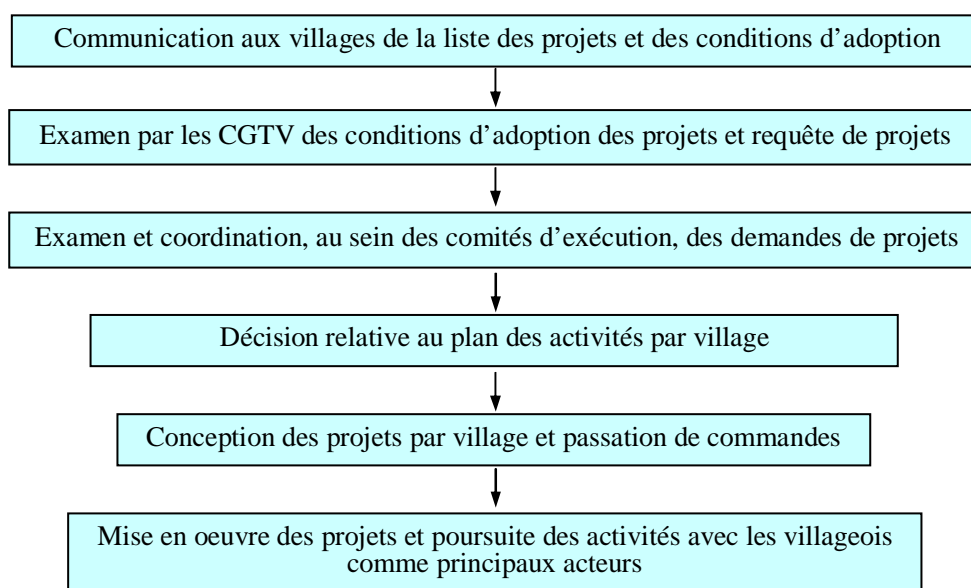 Communication aux villages de la liste des projets et des conditions d’adoption
Examen par les CGTV des conditions d’adoption des projets et requête de projets
Examen et coordination, au sein des comités d’exécution, des demandes de projets
Décision relative au plan des activités par village
Conception des projets par village et passation de commandes
Mise en oeuvre des projets et poursuite des activités avec les villageois
comme principaux acteurs